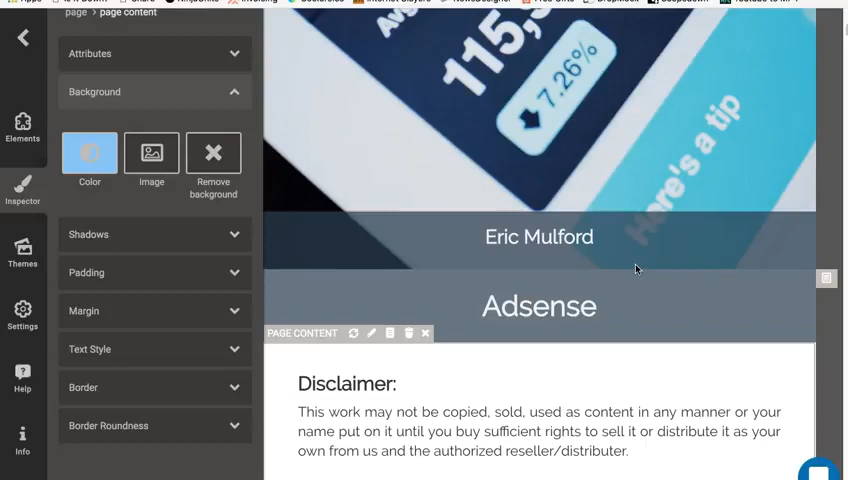 page > page content
Attributes
Background
Color
Image
Remove
background
Shadows
Padding
Margin
Text Style
Border
Border Roundness
Elements
Inspector
Themes
Settings
Help
Info
115,
7.26%
Here's a tip
Eric Mulford
Adsense
PAGE CONTENT
Disclaimer:
This work may not be copied, sold, used as content in any manner or your
name put on it until you buy sufficient rights to sell it or distribute it as your
own from us and the authorized reseller/distributer.